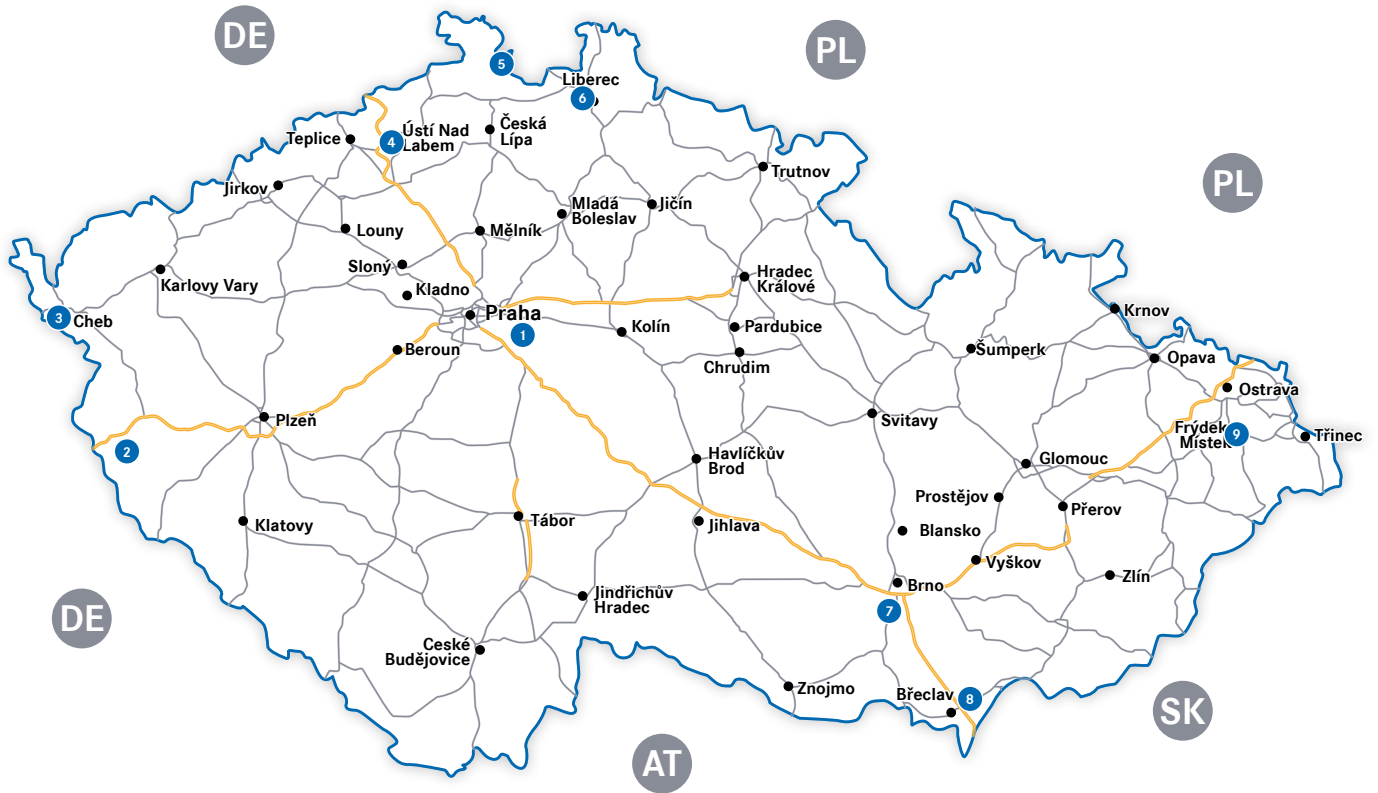 DE
PL
5
Liberec
6
Ústí Nad
Labem
4
Česká
Lípa
Teplice
Trutnov
PL
Jirkov
Mladá
Boleslav
Jičín
Louny
Mělník
Sloný
Karlovy Vary
Kladno
Hradec
Králové
3
Cheb
Praha
1
Kolín
Pardubice
Krnov
Beroun
Chrudim
Šumperk
Opava
Ostrava
Plzeň
Svitavy
Frýdek
Místek
9
Třinec
2
Havlíčkův
Brod
Glomouc
Prostějov
Přerov
Klatovy
Tábor
Jihlava
Blansko
Vyškov
Zlín
DE
Jindřichův
Hradec
Brno
7
České
Budějovice
Znojmo
Břeclav
8
SK
AT